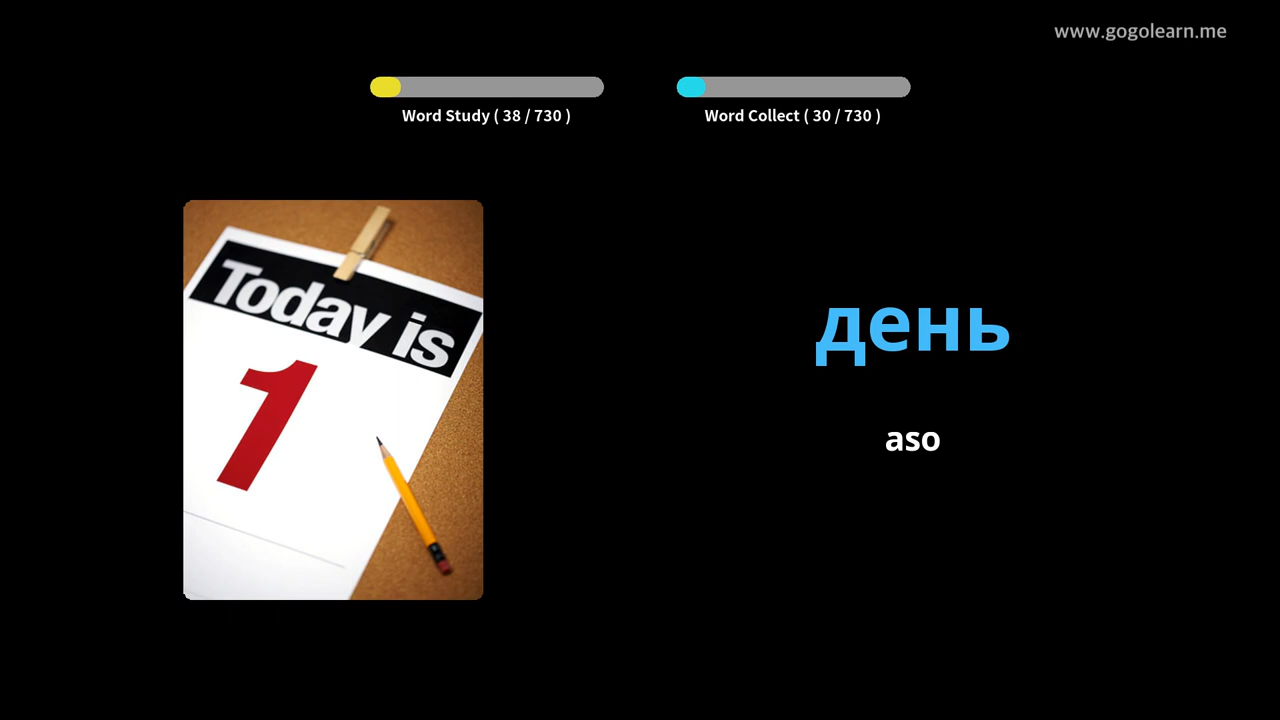 www.gogolearn.me
Word Study ( 38 / 730 )
Word Collect ( 30 / 730 )
Today is
1
день
aso